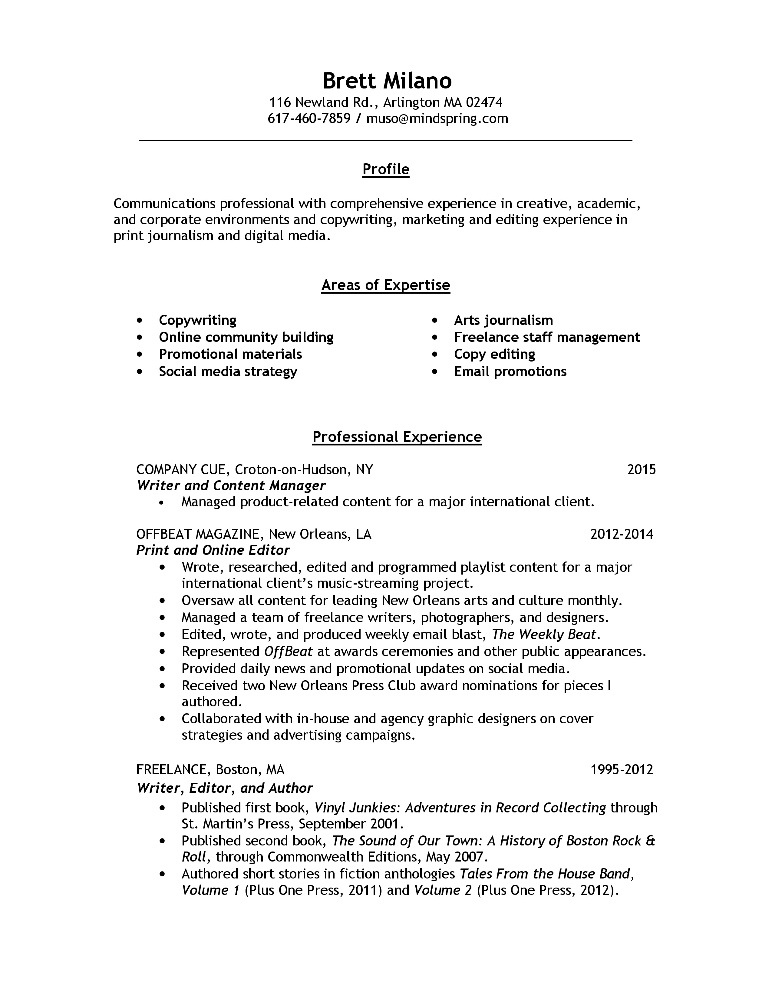 Brett Milano
116 Newland Rd., Arlington MA 02474
617-460-7859 / muso@mindspring.com
Profile
Communications professional with comprehensive experience in creative, academic,
and corporate environments and copywriting, marketing and editing experience in
print journalism and digital media.
Areas of Expertise
• Copywriting
• Online community building
• Promotional materials
• Social media strategy
• Arts journalism
• Freelance staff management
• Copy editing
• Email promotions
Professional Experience
COMPANY CUE, Croton-on-Hudson, NY 2015
Writer and Content Manager
• Managed product-related content for a major international client.
OFFBEAT MAGAZINE, New Orleans, LA 2012-2014
Print and Online Editor
• Wrote, researched, edited and programmed playlist content for a major
international client's music-streaming project.
• Oversaw all content for leading New Orleans arts and culture monthly.
• Managed a team of freelance writers, photographers, and designers.
• Edited, wrote, and produced weekly email blast, The Weekly Beat.
• Represented OffBeat at awards ceremonies and other public appearances.
• Provided daily news and promotional updates on social media.
• Received two New Orleans Press Club award nominations for pieces I
authored.
• Collaborated with in-house and agency graphic designers on cover
strategies and advertising campaigns.
FREELANCE, Boston, MA 1995-2012
Writer, Editor, and Author
• Published first book, Vinyl Junkies: Adventures in Record Collecting through
St. Martin's Press, September 2001.
• Published second book, The Sound of Our Town: A History of Boston Rock &
Roll, through Commonwealth Editions, May 2007.
• Authored short stories in fiction anthologies Tales From the House Band,
Volume 1 (Plus One Press, 2011) and Volume 2 (Plus One Press, 2012).